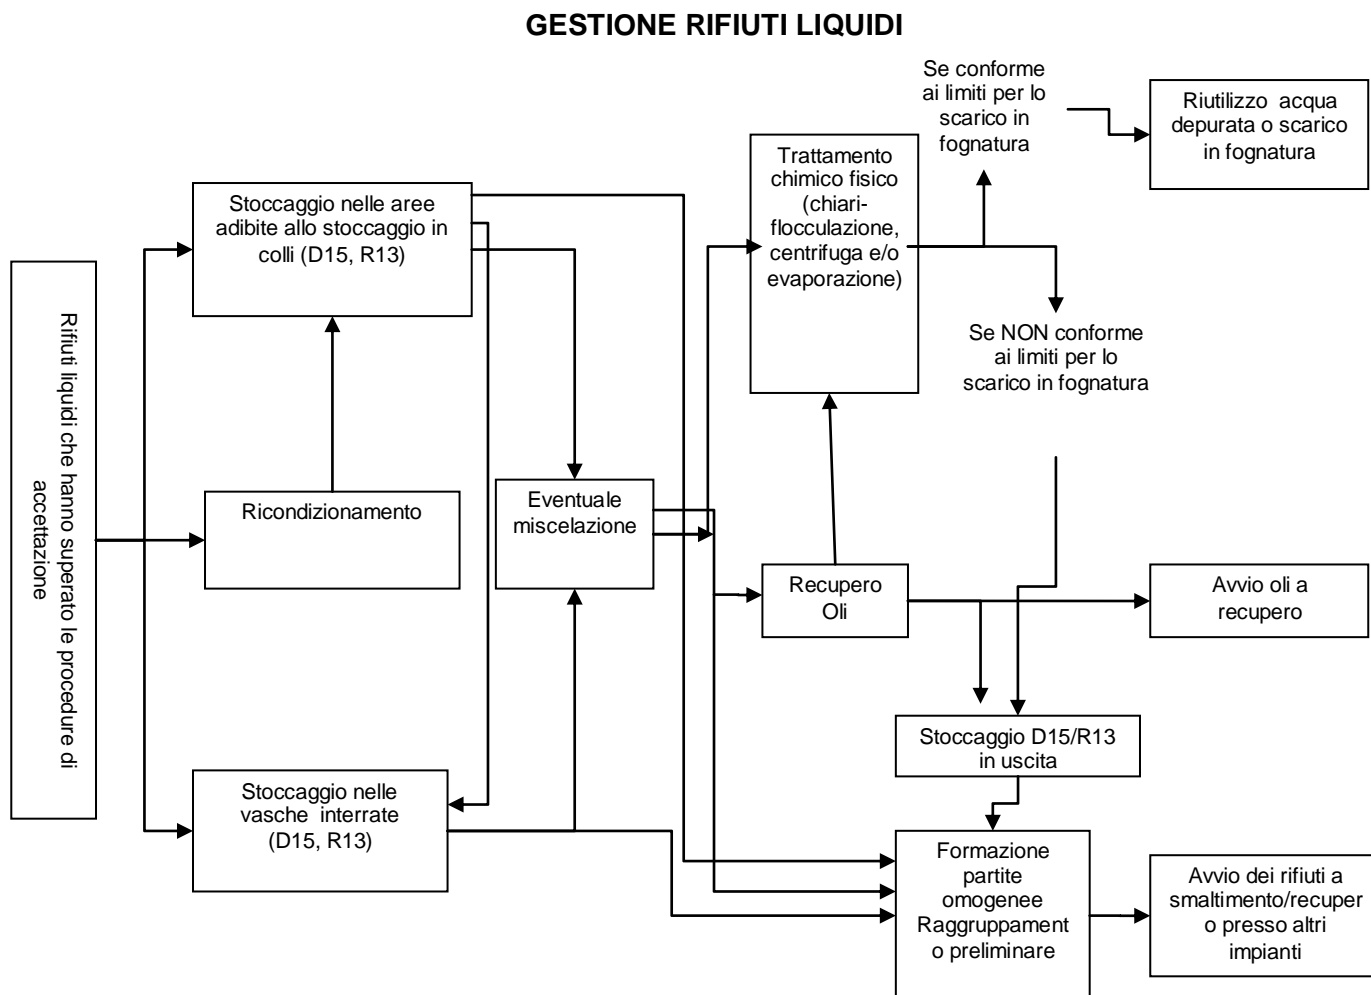 GESTIONE RIFIUTI LIQUIDI
Se conforme
ai limiti per lo
scarico in
fognatura
Riutilizzo acqua
depurata o scarico
in fognatura
Trattamento
chimico fisico
(chiari-
flocculazione,
centrifuga e/o
evaporazione)
Stoccaggio nelle aree
adibite allo stoccaggio in
colli (D15, R13)
Rifiuti liquidi che hanno superato le procedure di
accettazione
Se NON conforme
ai limiti per lo
scarico in fognatura
Ricondizionamento
Eventuale
miscelazione
Recupero
Oli
Avvio oli a
recupero
Stoccaggio D15/R13
in uscita
Stoccaggio nelle
vasche interrate
(D15, R13)
Formazione
partite
omogenee
Raggruppament
o preliminare
Avvio dei rifiuti a
smaltimento/recuper
o presso altri
impianti